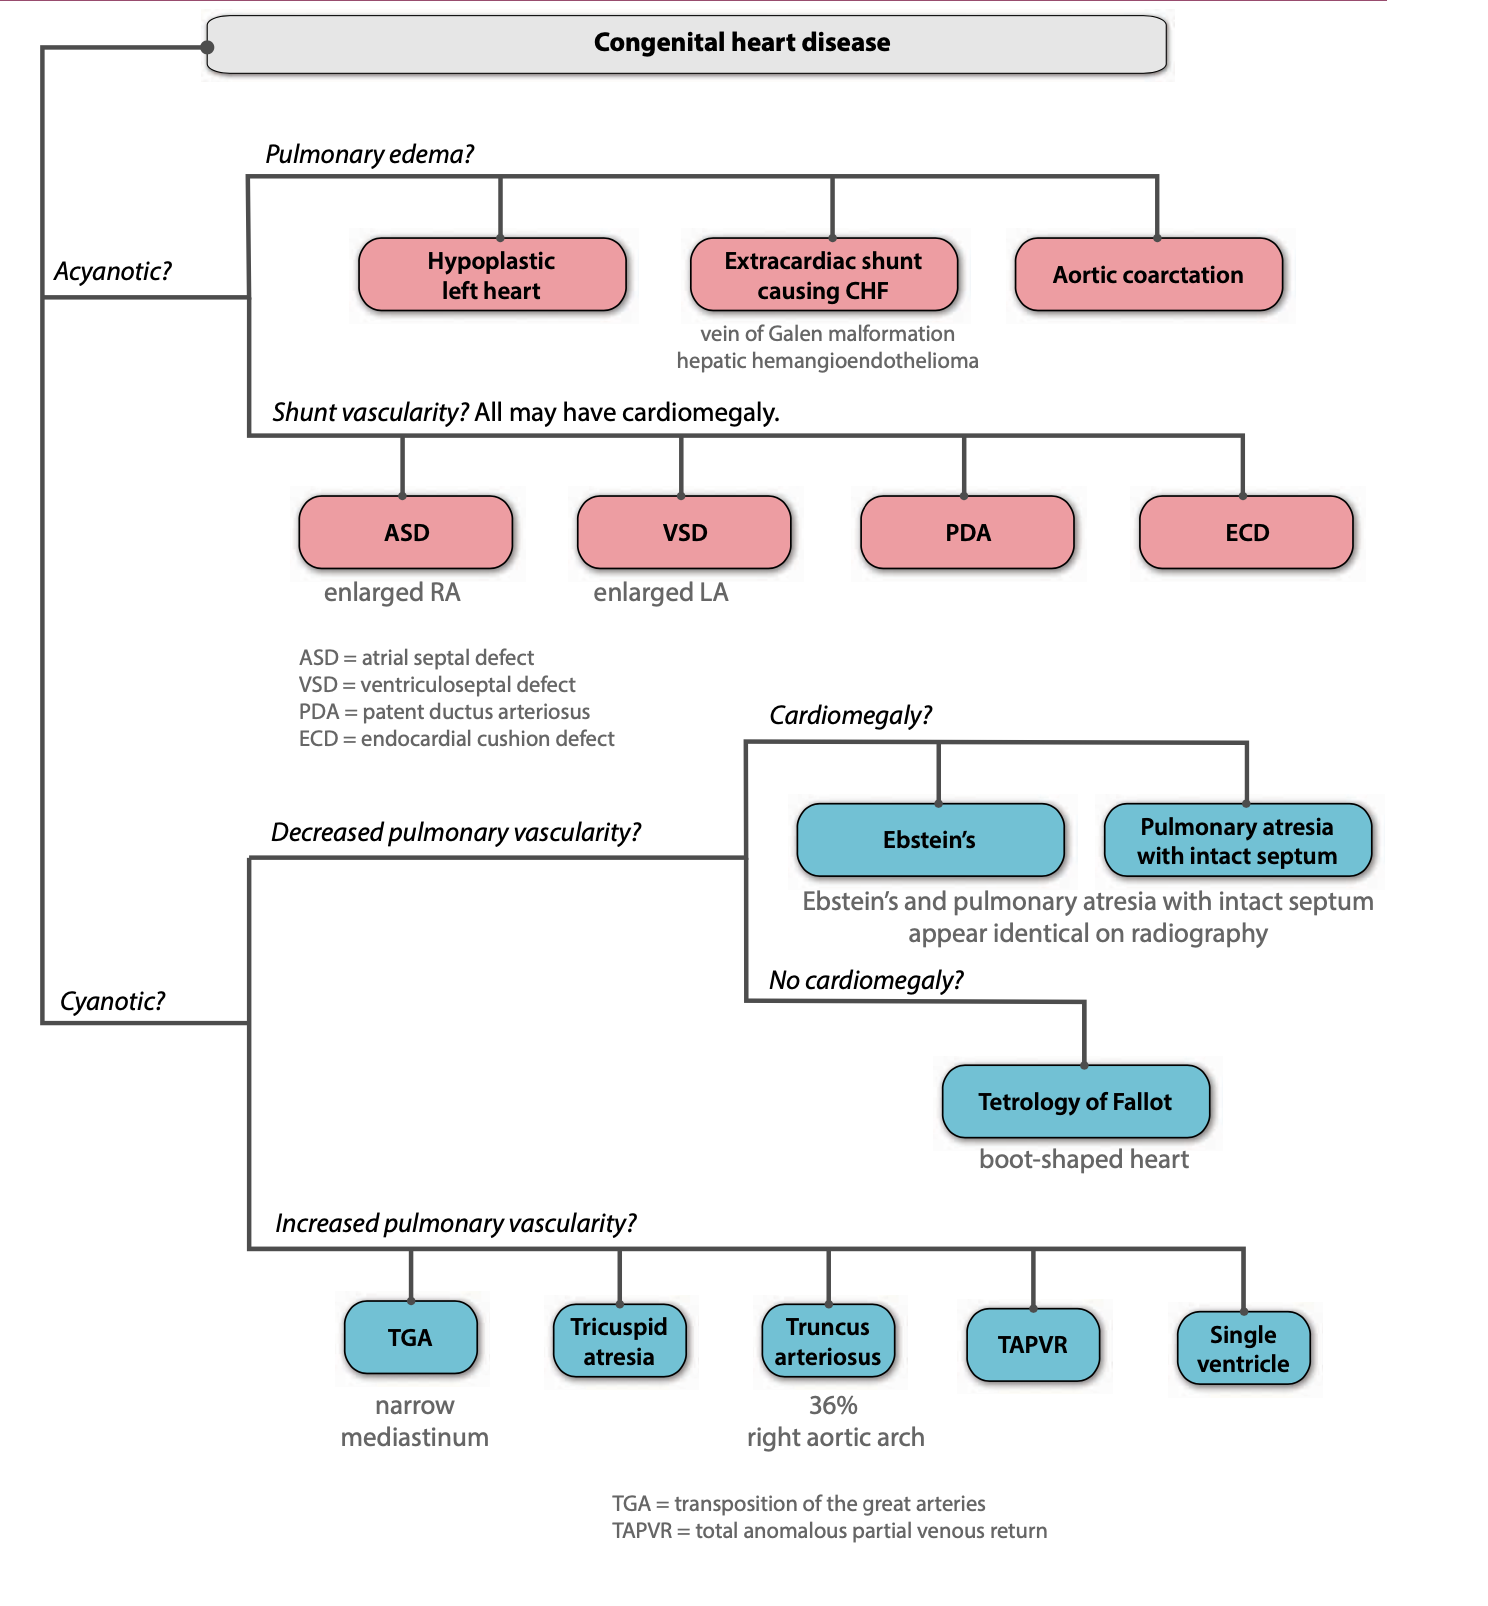 Congenital heart disease
Pulmonary edema?
Acyanotic?
Hypoplastic
left heart
Extracardiac shunt
causing CHF
Aortic coarctation
vein of Galen malformation
hepatic hemangioendothelioma
Shunt vascularity? All may have cardiomegaly.
ASD
VSD
PDA
ECD
enlarged RA
enlarged LA
ASD = atrial septal defect
VSD = ventriculoseptal defect
PDA = patent ductus arteriosus
ECD = endocardial cushion defect
Cardiomegaly?
Decreased pulmonary vascularity?
Ebstein's
Pulmonary atresia
with intact septum
Ebstein's and pulmonary atresia with intact septum
appear identical on radiography
No cardiomegaly?
Cyanotic?
Tetrology of Fallot
boot-shaped heart
Increased pulmonary vascularity?
TGA
Tricuspid
atresia
Truncus
arteriosus
TAPVR
Single
ventricle
narrow
mediastinum
36%
right aortic arch
TGA = transposition of the great arteries
TAPVR = total anomalous partial venous return